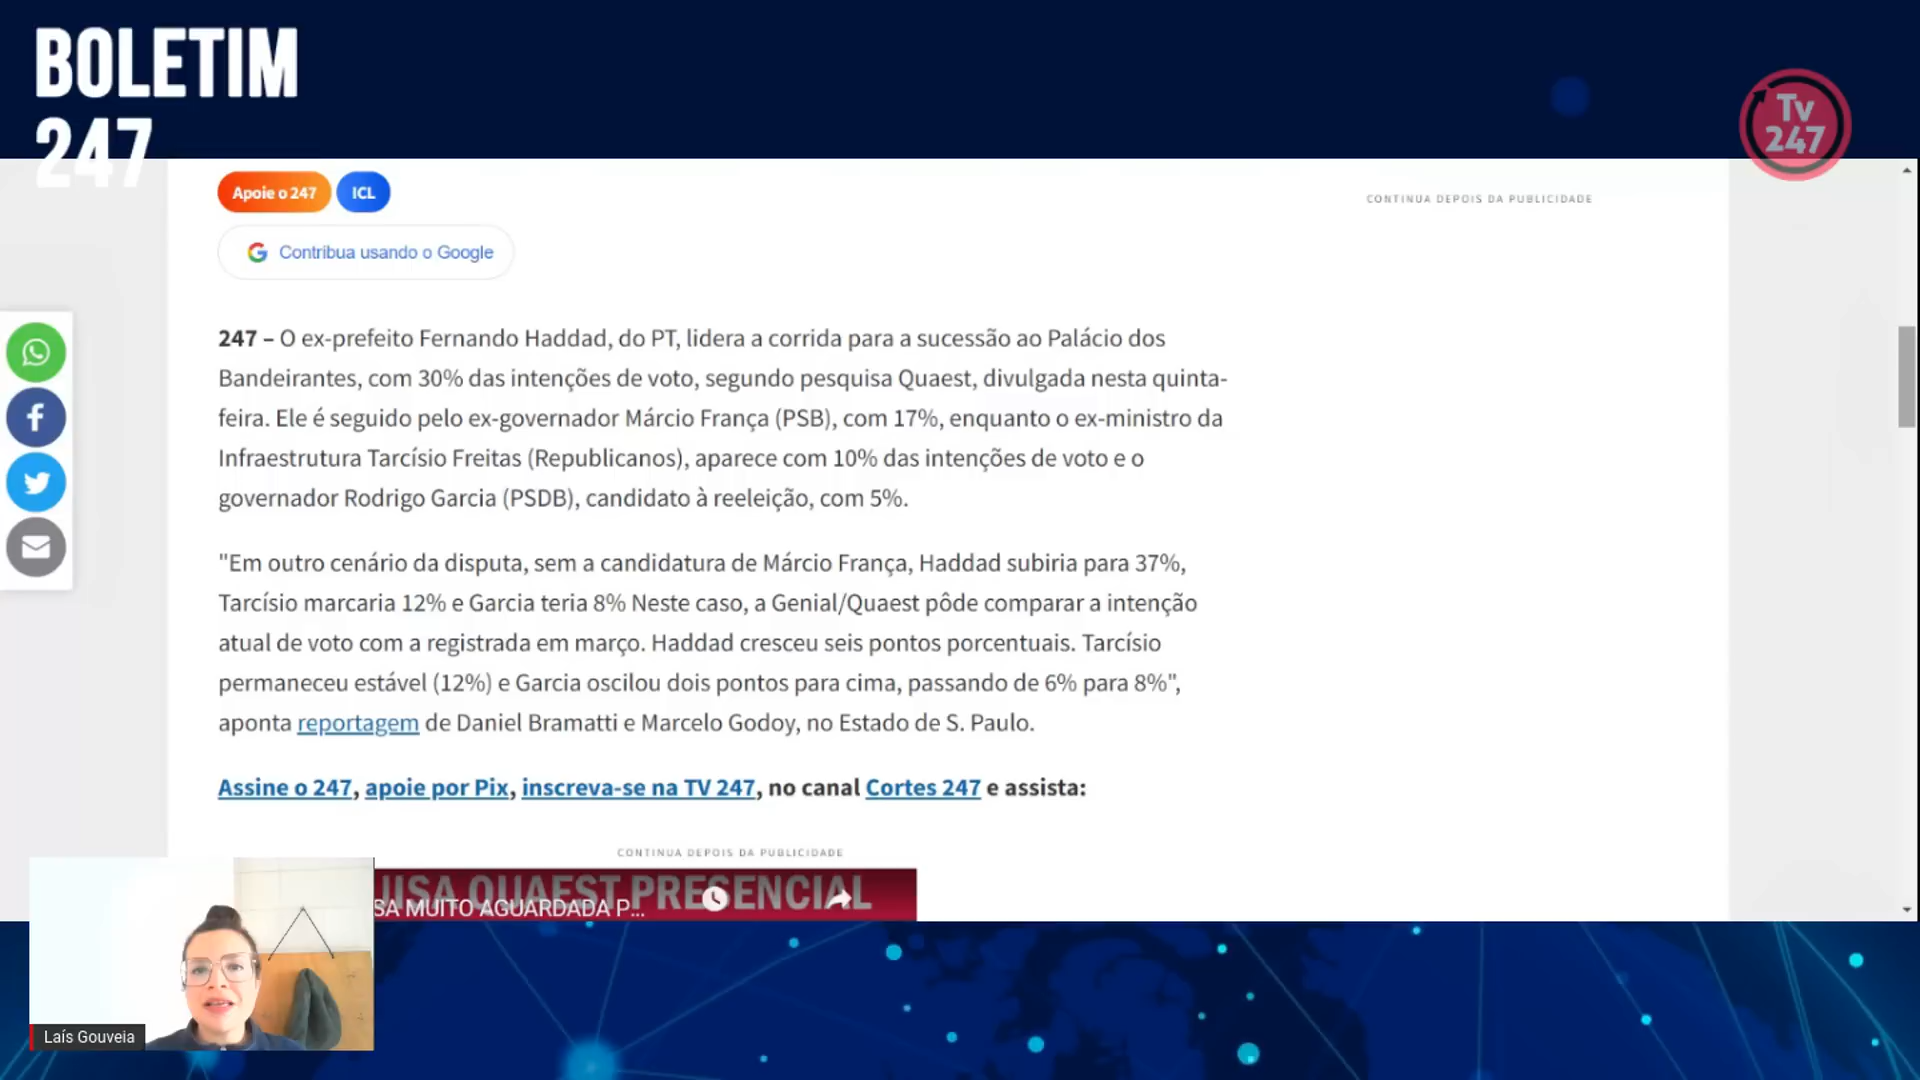 BOLETIM
247
Tv
247
Apoie o 247
ICL
CONTINUA DEPOIS DA PUBLICIDADE
Contribua usando o Google
247 – O ex-prefeito Fernando Haddad, do PT, lidera a corrida para a sucessão ao Palácio dos
Bandeirantes, com 30% das intenções de voto, segundo pesquisa Quaest, divulgada nesta quinta-
feira. Ele é seguido pelo ex-governador Márcio França (PSB), com 17%, enquanto o ex-ministro da
Infraestrutura Tarcísio Freitas (Republicanos), aparece com 10% das intenções de voto e o
governador Rodrigo Garcia (PSDB), candidato à reeleição, com 5%.
"Em outro cenário da disputa, sem a candidatura de Márcio França, Haddad subiria para 37%,
Tarcísio marcaria 12% e Garcia teria 8% Neste caso, a Genial/Quaest pôde comparar a intenção
atual de voto com a registrada em março. Haddad cresceu seis pontos porcentuais. Tarcísio
permaneceu estável (12%) e Garcia oscilou dois pontos para cima, passando de 6% para 8%",
aponta reportagem de Daniel Bramatti e Marcelo Godoy, no Estado de S. Paulo.
Assine o 247, apoie por Pix, inscreva-se na TV 247, no canal Cortes 247 e assista:
CONTINUA DEPOIS DA PUBLICIDADE
UISA QUAEST PRESENCIAL
SA MUITO AGUARDADA P...
Laís Gouveia